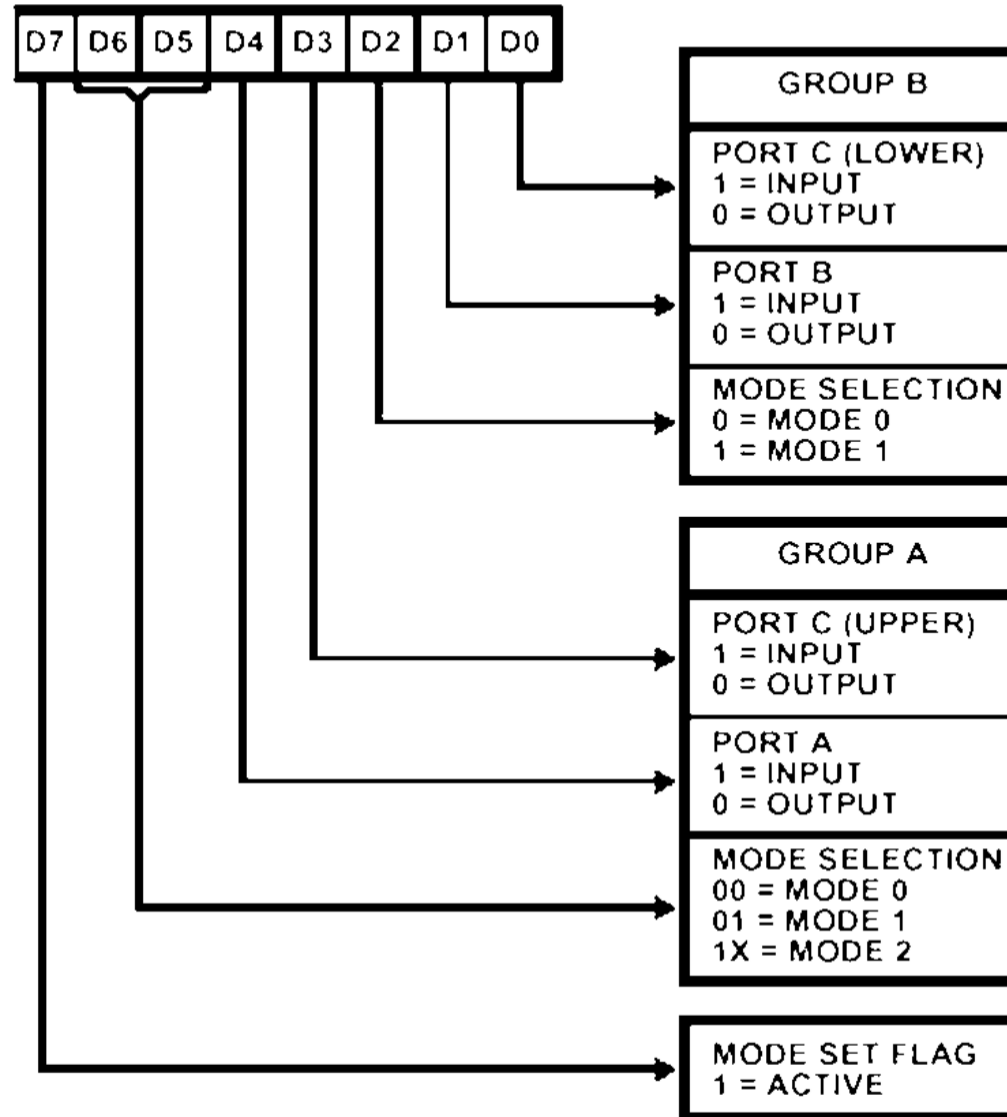 D7 D6 D5 D4 D3 D2 D1 D0
GROUP B
PORT C (LOWER)
1 = INPUT
0 = OUTPUT
PORT B
1 = INPUT
0 = OUTPUT
MODE SELECTION
0 = MODE 0
1 = MODE 1
GROUP A
PORT C (UPPER)
1 = INPUT
0 = OUTPUT
PORT A
1 = INPUT
0 = OUTPUT
MODE SELECTION
00 = MODE 0
01 = MODE 1
1X = MODE 2
MODE SET FLAG
1 = ACTIVE